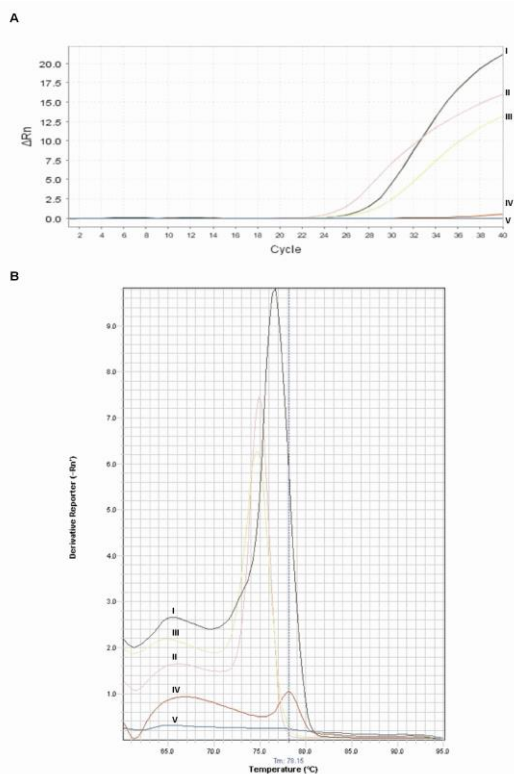 A
20.0
17.5
15.0
12.5
10.0
7.5
5.0
2.5
0.0
ΔRn
2 4 6 8 10 12 14 16 18 20 22 24 26 28 30 32 34 36 38 40
Cycle
I
II
III
IV
V
B
9.0
8.0
7.0
6.0
5.0
4.0
3.0
2.0
1.0
Derivative Reporter (-Rn')
I
III
II
IV
V
65.0 70.0 75.0 80.0 85.0 90.0 95.0
Tm: 78.15
Temperature (°C)